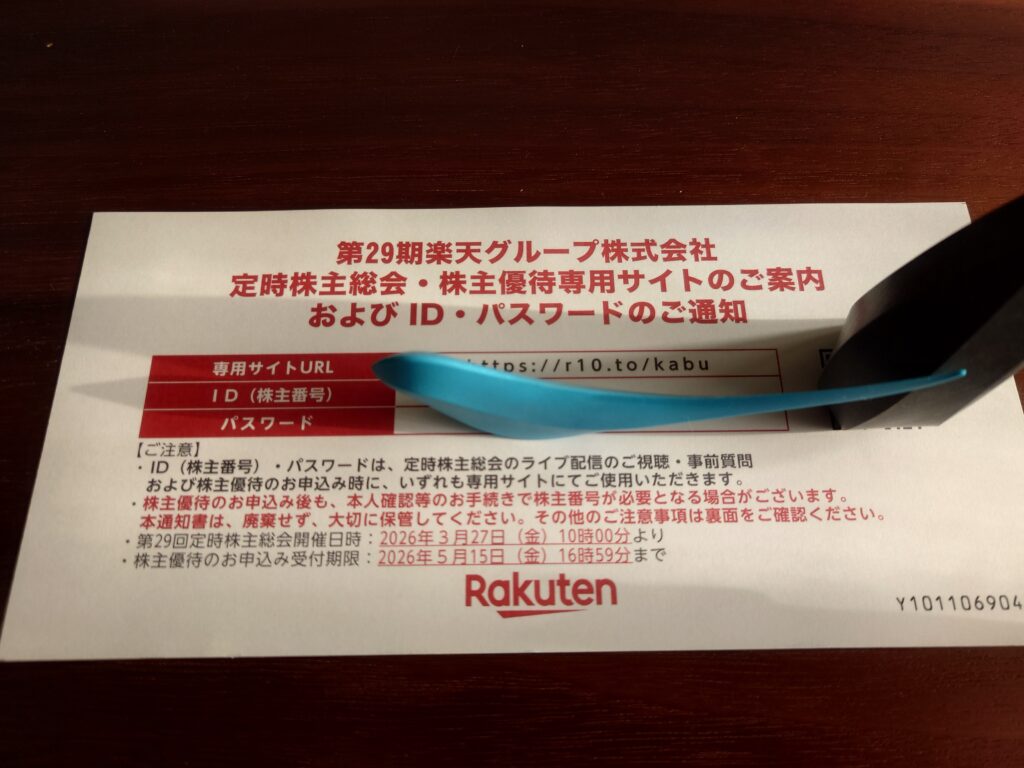 第29期楽天グループ株式会社
定時株主総会・株主優待専用サイトのご案内
および ID・パスワードのご通知
専用サイトURL
ttps://r10.to/kabu
ID（株主番号）
パスワード
【ご注意】
・ID（株主番号）・パスワードは、定時株主総会のライブ配信のご視聴・事前質問
および株主優待のお申込み時に、いずれも専用サイトにてご使用いただきます。
・株主優待のお申込み後も、本人確認等のお手続きで株主番号が必要となる場合がございます。
本通知書は、廃棄せず、大切に保管してください。その他のご注意事項は裏面をご確認ください。
・第29回定時株主総会開催日時：2026年3月27日（金）10時00分より
・株主優待のお申込み受付期限：2026年5月15日（金）16時59分まで
Rakuten
Y101106904